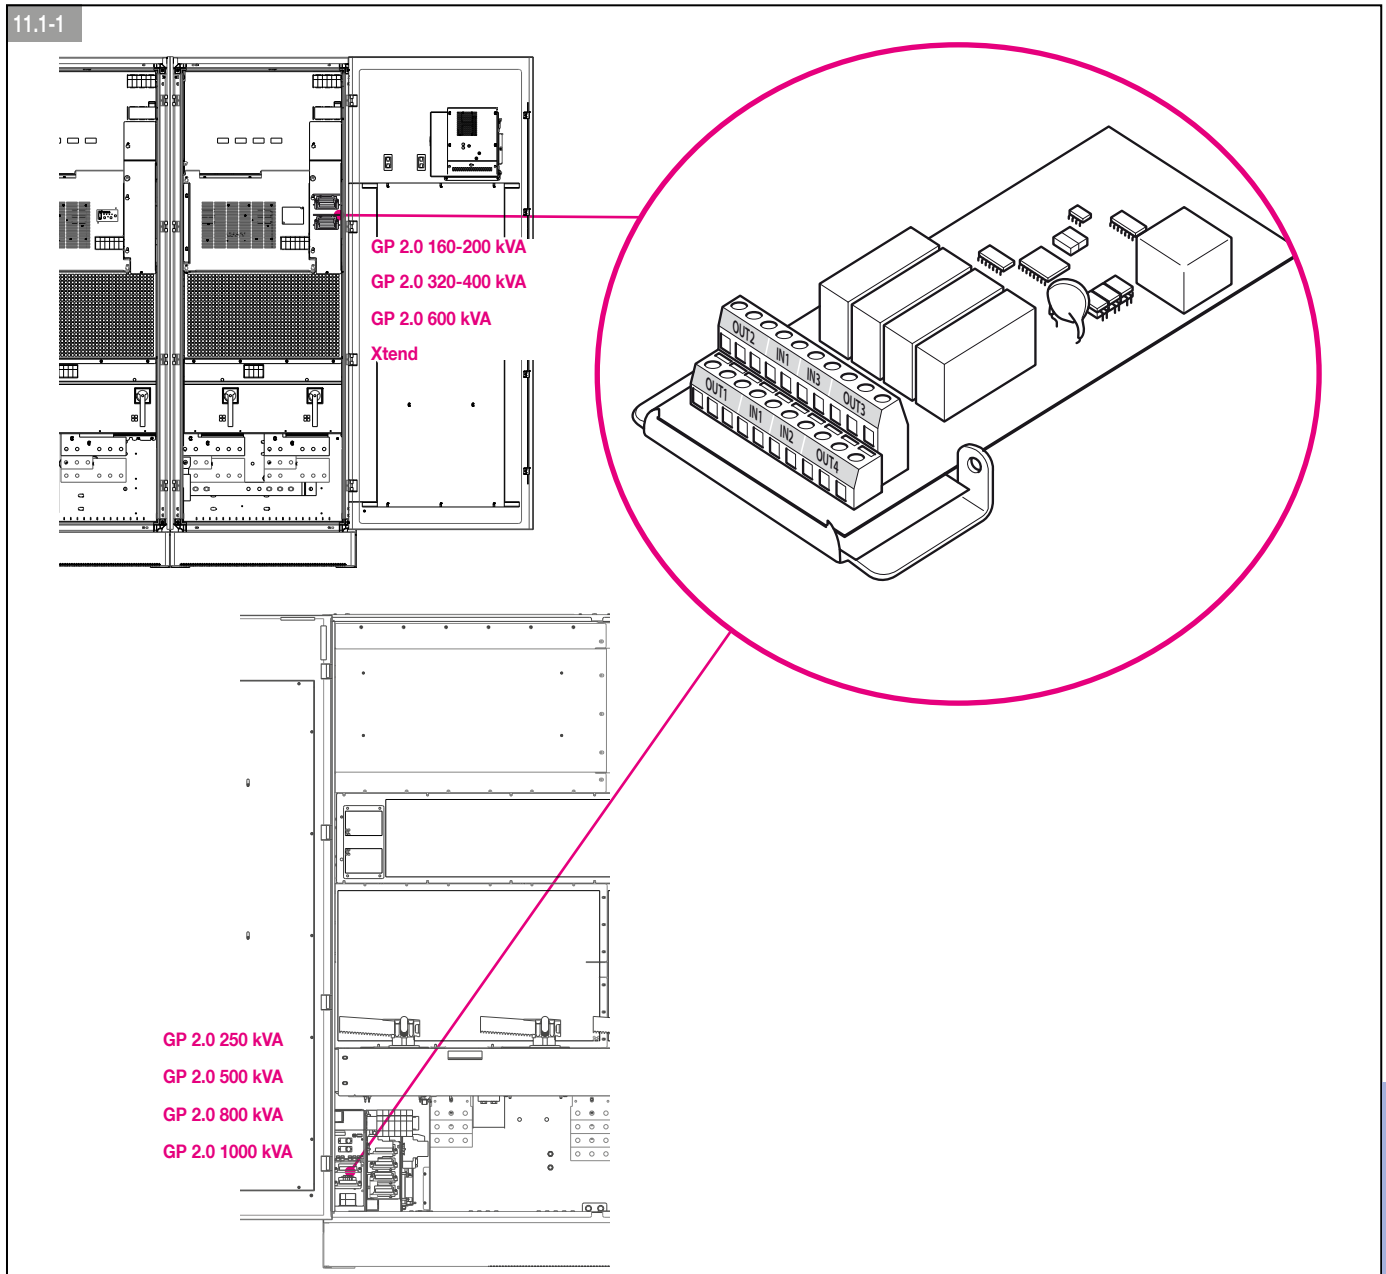 11.1-1
GP 2.0 160-200 kVA
GP 2.0 320-400 kVA
GP 2.0 600 kVA
Xtend
OUT2 IN1 IN3 OUT3
OUT1 IN1 IN2 OUT4
GP 2.0 250 kVA
GP 2.0 500 kVA
GP 2.0 800 kVA
GP 2.0 1000 kVA